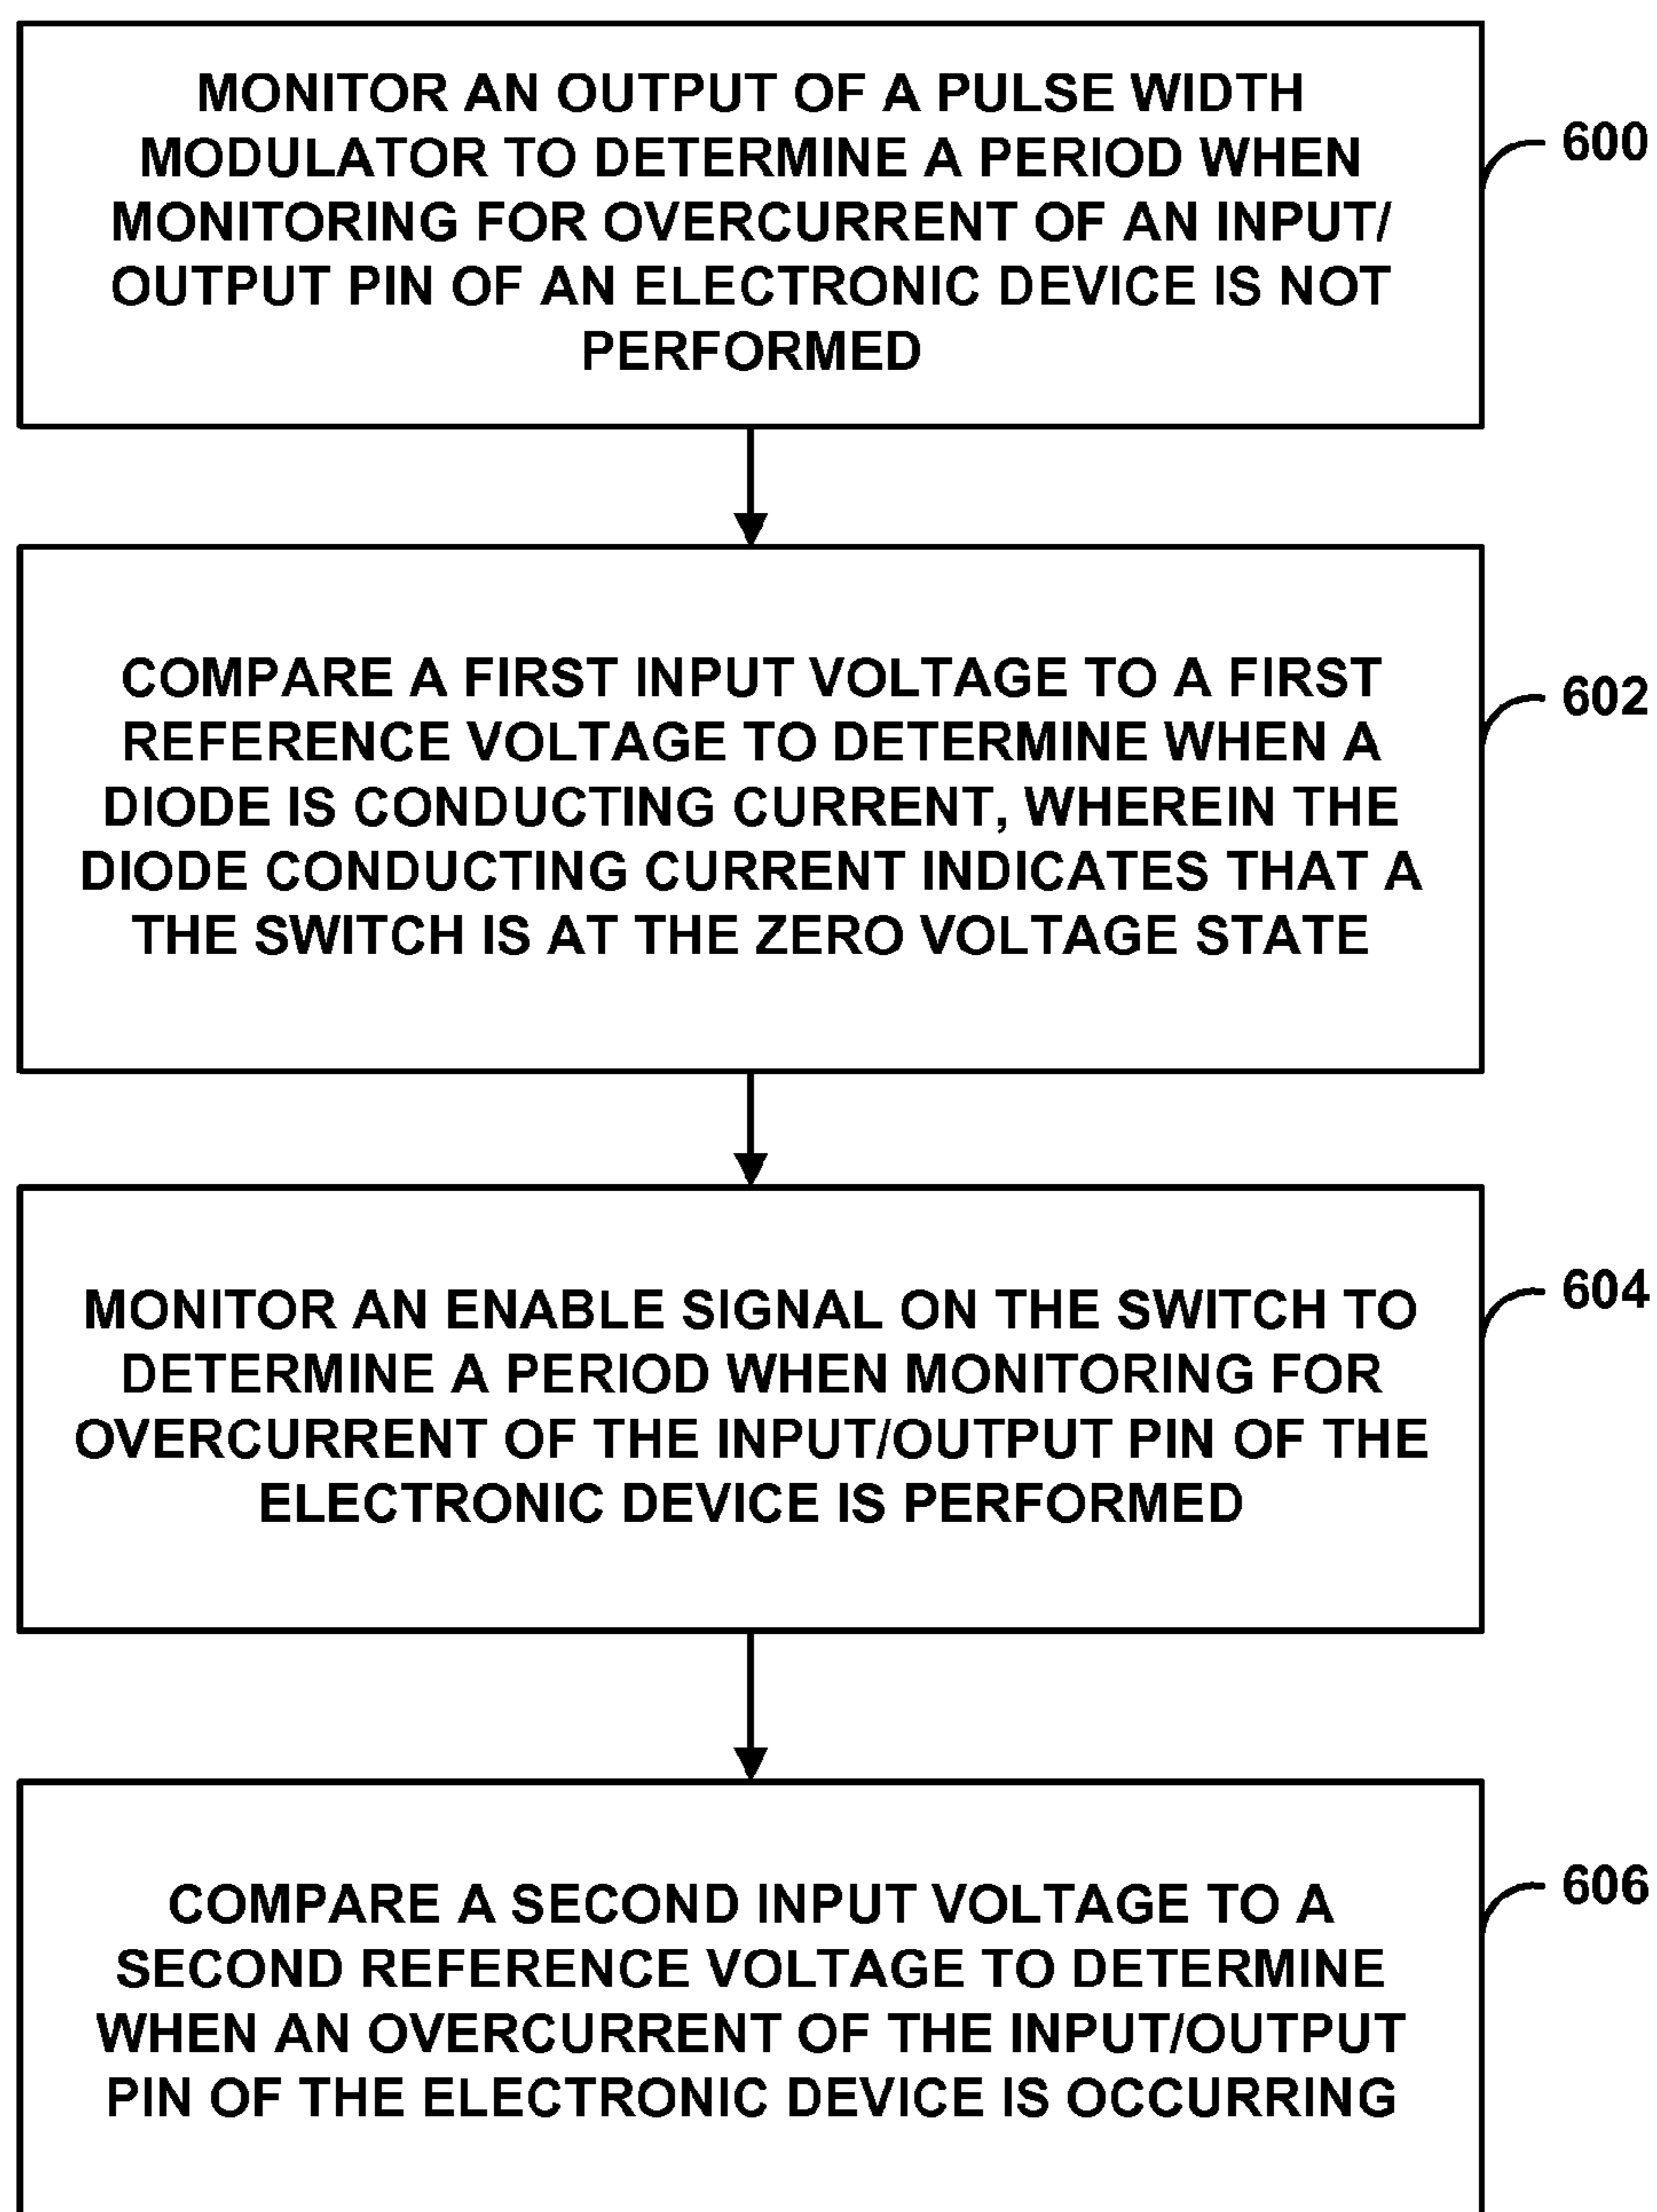 MONITOR AN OUTPUT OF A PULSE WIDTH
MODULATOR TO DETERMINE A PERIOD WHEN
MONITORING FOR OVERCURRENT OF AN INPUT/
OUTPUT PIN OF AN ELECTRONIC DEVICE IS NOT
PERFORMED
600
COMPARE A FIRST INPUT VOLTAGE TO A FIRST
REFERENCE VOLTAGE TO DETERMINE WHEN A
DIODE IS CONDUCTING CURRENT, WHEREIN THE
DIODE CONDUCTING CURRENT INDICATES THAT A
THE SWITCH IS AT THE ZERO VOLTAGE STATE
602
MONITOR AN ENABLE SIGNAL ON THE SWITCH TO
DETERMINE A PERIOD WHEN MONITORING FOR
OVERCURRENT OF THE INPUT/OUTPUT PIN OF THE
ELECTRONIC DEVICE IS PERFORMED
604
COMPARE A SECOND INPUT VOLTAGE TO A
SECOND REFERENCE VOLTAGE TO DETERMINE
WHEN AN OVERCURRENT OF THE INPUT/OUTPUT
PIN OF THE ELECTRONIC DEVICE IS OCCURRING
606